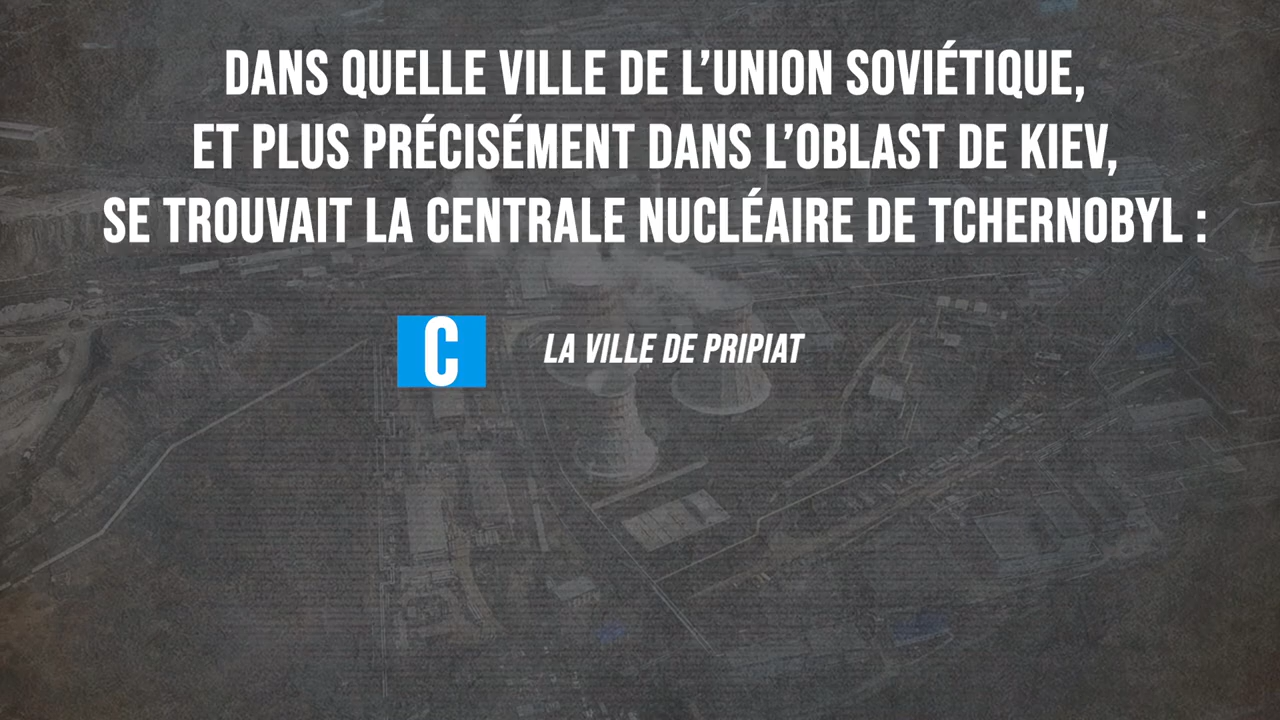 DANS QUELLE VILLE DE L’UNION SOVIÉTIQUE,
ET PLUS PRÉCISÉMENT DANS L’OBLAST DE KIEV,
SE TROUVAIT LA CENTRALE NUCLÉAIRE DE TCHERNOBYL :
C LA VILLE DE PRIPIAT